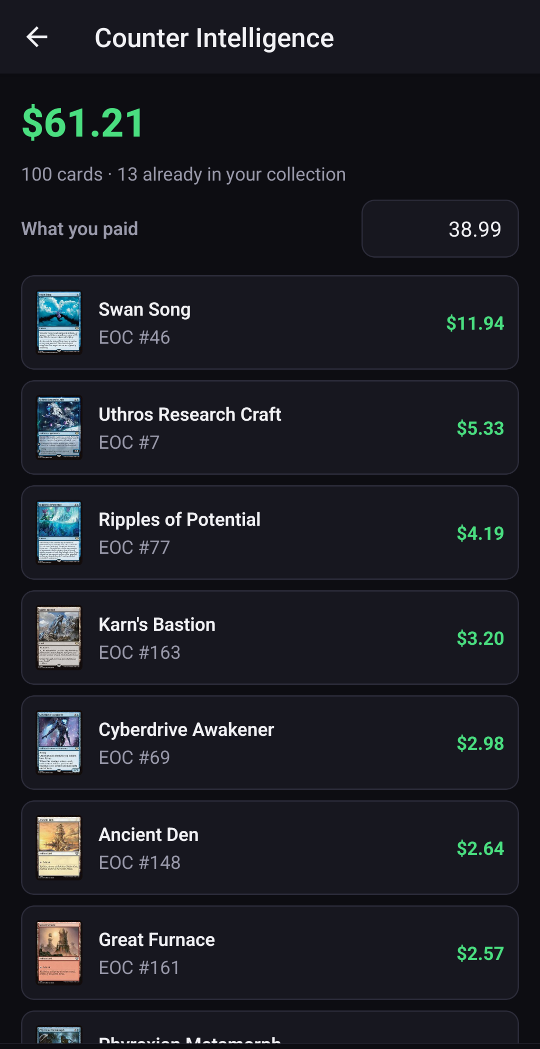 Counter Intelligence
$61.21
100 cards · 13 already in your collection
What you paid
38.99
Swan Song
EOC #46
$11.94
Uthros Research Craft
EOC #7
$5.33
Ripples of Potential
EOC #77
$4.19
Karn's Bastion
EOC #163
$3.20
Cyberdrive Awakener
EOC #69
$2.98
Ancient Den
EOC #148
$2.64
Great Furnace
EOC #161
$2.57
Phyrexian Metamorph